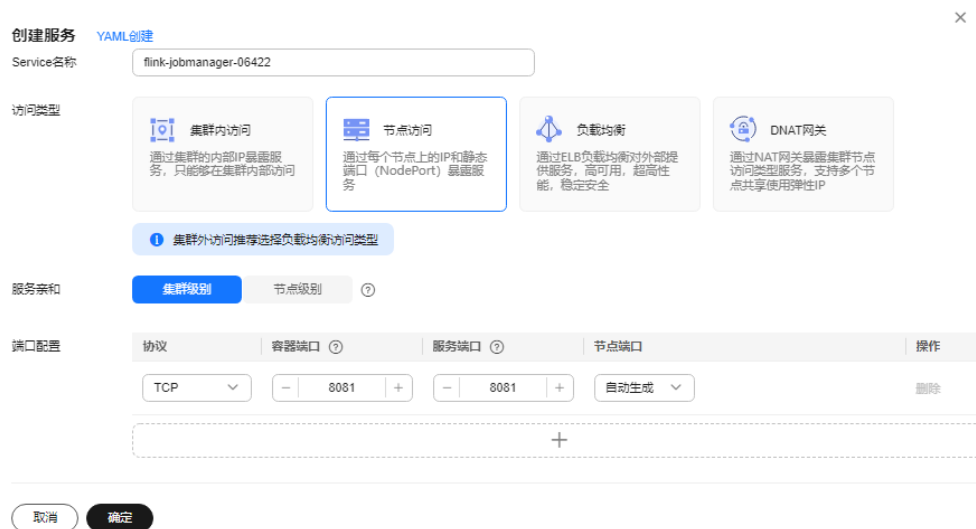 创建服务 YAML创建
Service名称 flink-jobmanager-06422
访问类型
集群内访问
通过集群的内部IP暴露服
务，只能够在集群内部访问
节点访问
通过每个节点上的IP和静态
端口（NodePort）暴露服
务
负载均衡
通过ELB负载均衡对外部提
供服务，高可用，超高性
能，稳定安全
DNAT网关
通过NAT网关暴露集群节点
访问类型服务，支持多个节
点共享使用弹性IP
集群外访问推荐选择负载均衡访问类型
服务亲和 集群级别 节点级别
端口配置 协议 容器端口 服务端口 节点端口 操作
TCP 8081 8081 自动生成 删除
取消 确定